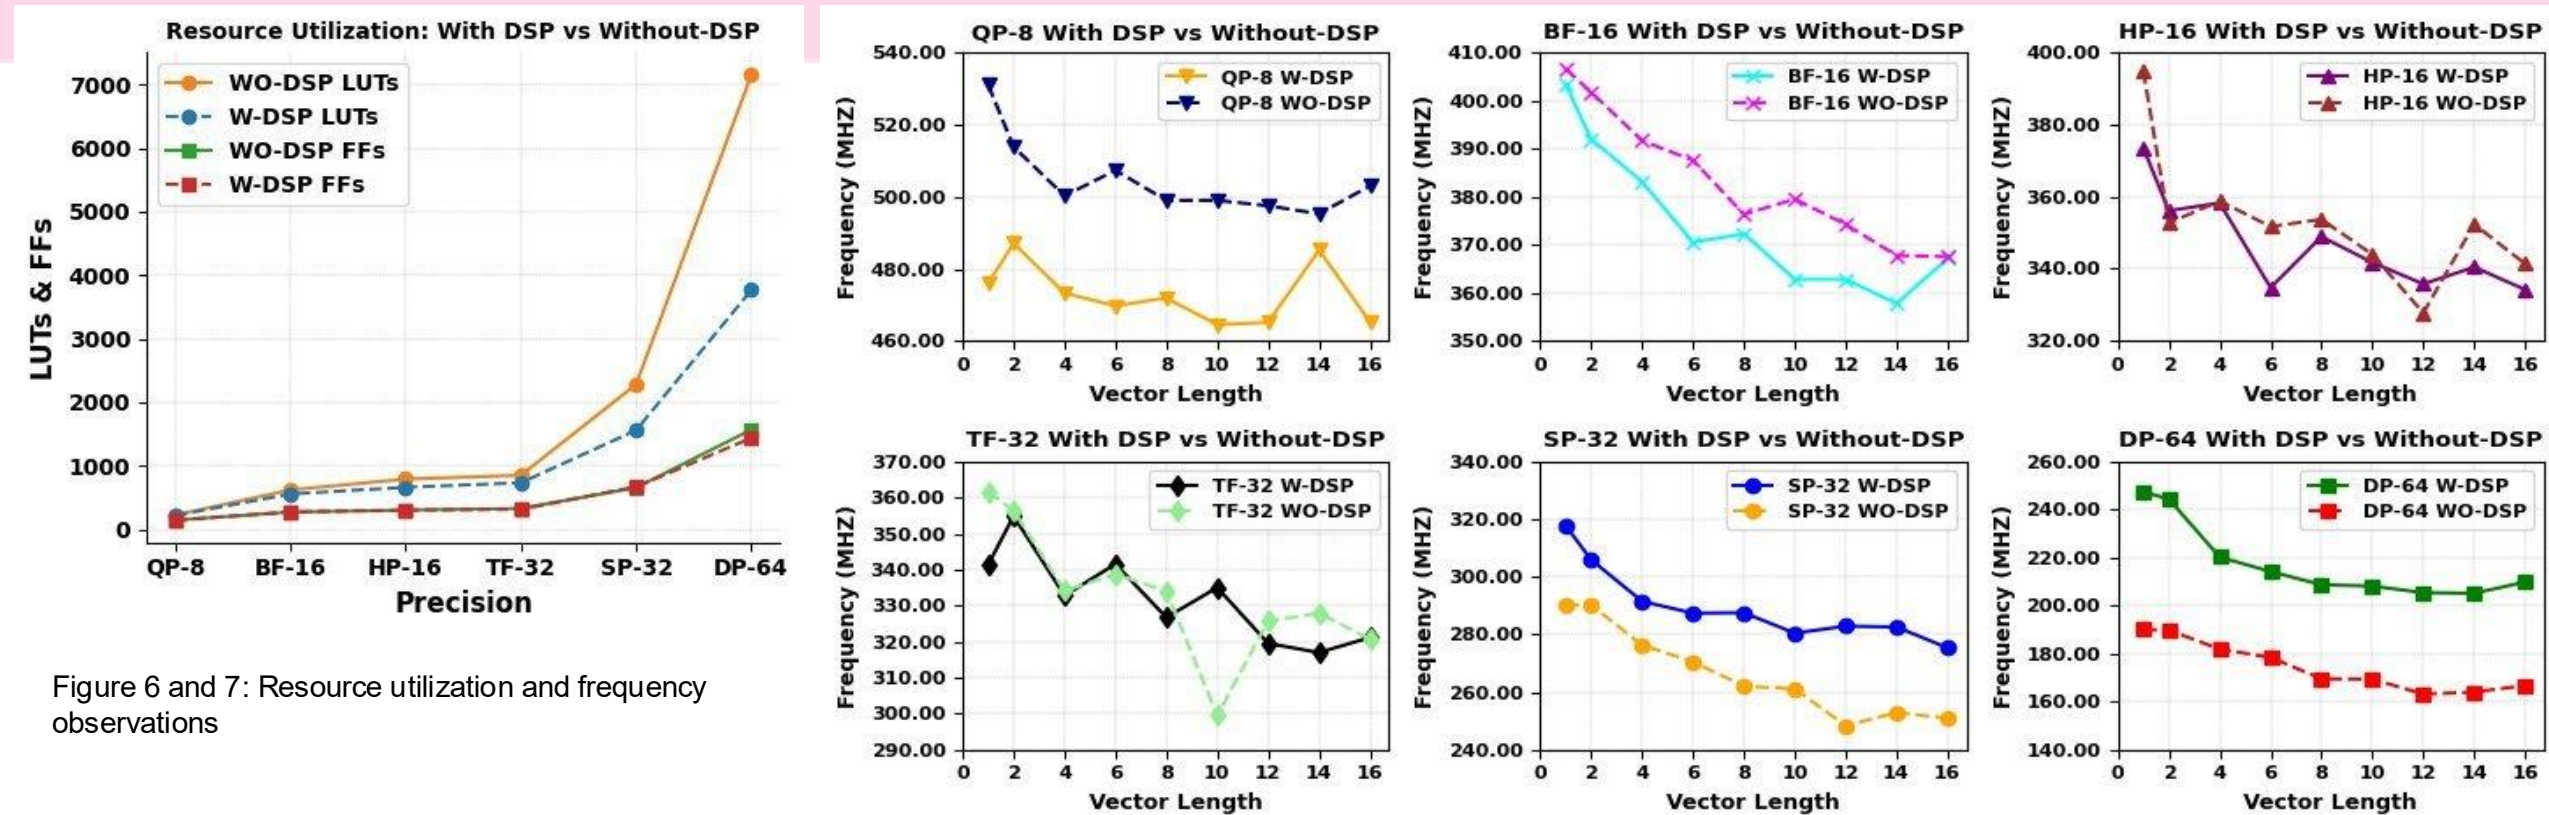 Resource Utilization: With DSP vs Without-DSP
WO-DSP LUTs
W-DSP LUTs
WO-DSP FFs
W-DSP FFs
LUTs & FFs
7000
6000
5000
4000
3000
2000
1000
0
QP-8 BF-16 HP-16 TF-32 SP-32 DP-64
Precision
Figure 6 and 7: Resource utilization and frequency
observations
QP-8 With DSP vs Without-DSP
QP-8 W-DSP
QP-8 WO-DSP
Frequency (MHZ)
540.00
520.00
500.00
480.00
460.00
0 2 4 6 8 10 12 14 16
Vector Length
BF-16 With DSP vs Without-DSP
BF-16 W-DSP
BF-16 WO-DSP
Frequency (MHZ)
410.00
400.00
390.00
380.00
370.00
360.00
350.00
0 2 4 6 8 10 12 14 16
Vector Length
HP-16 With DSP vs Without-DSP
HP-16 W-DSP
HP-16 WO-DSP
Frequency (MHZ)
400.00
380.00
360.00
340.00
320.00
0 2 4 6 8 10 12 14 16
Vector Length
TF-32 With DSP vs Without-DSP
TF-32 W-DSP
TF-32 WO-DSP
Frequency (MHZ)
370.00
360.00
350.00
340.00
330.00
320.00
310.00
300.00
290.00
0 2 4 6 8 10 12 14 16
Vector Length
SP-32 With DSP vs Without-DSP
SP-32 W-DSP
SP-32 WO-DSP
Frequency (MHZ)
340.00
320.00
300.00
280.00
260.00
240.00
0 2 4 6 8 10 12 14 16
Vector Length
DP-64 With DSP vs Without-DSP
DP-64 W-DSP
DP-64 WO-DSP
Frequency (MHZ)
260.00
240.00
220.00
200.00
180.00
160.00
140.00
0 2 4 6 8 10 12 14 16
Vector Length